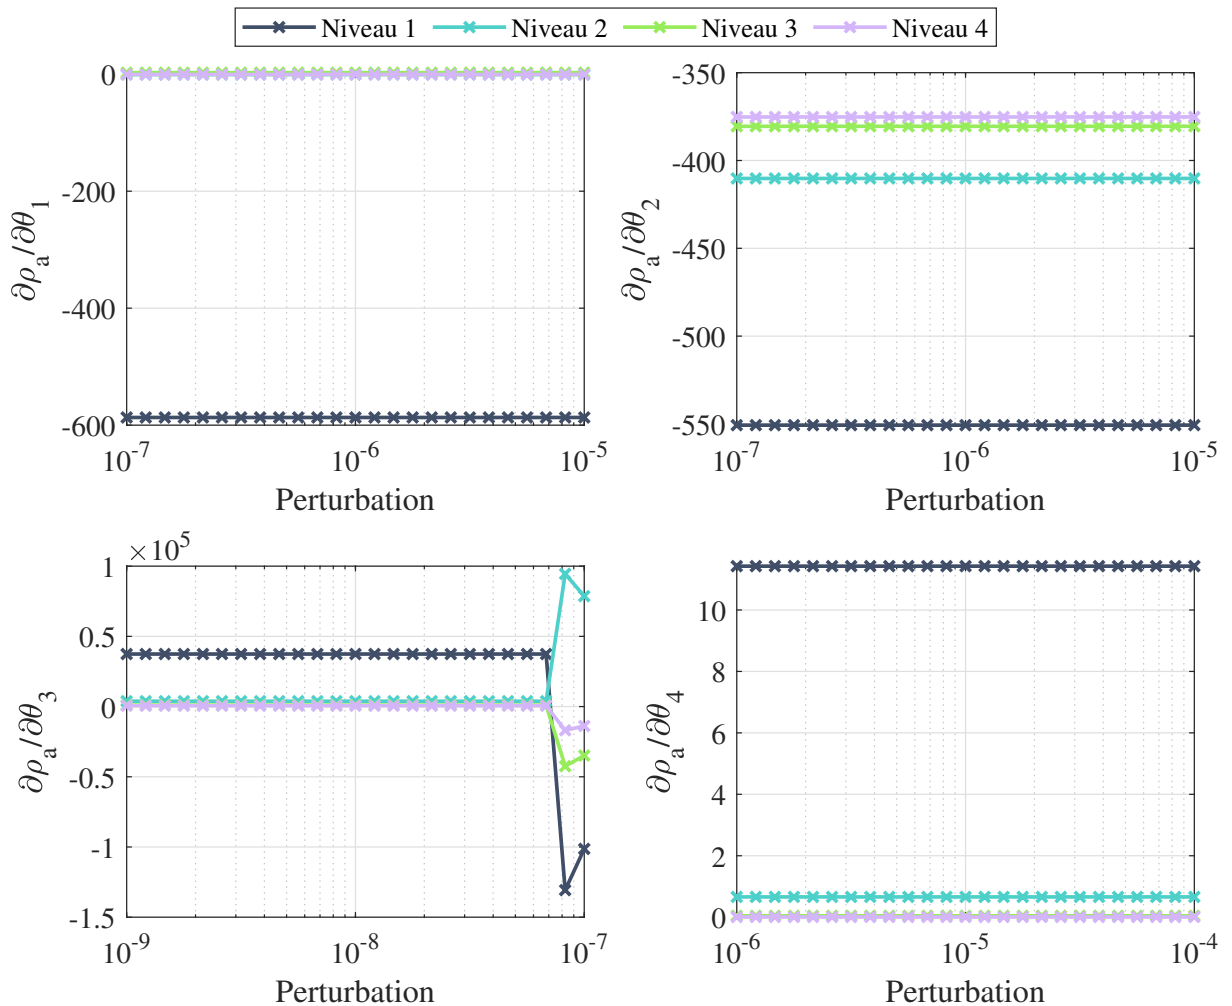 Niveau 1 Niveau 2 Niveau 3 Niveau 4
0
-200
-400
-600
∂ρa/∂θ1
10-7 10-6 10-5
Perturbation
-350
-400
-450
-500
-550
∂ρa/∂θ2
10-7 10-6 10-5
Perturbation
×105
1
0.5
0
-0.5
-1
-1.5
∂ρa/∂θ3
10-9 10-8 10-7
Perturbation
10
8
6
4
2
0
∂ρa/∂θ4
10-6 10-5 10-4
Perturbation